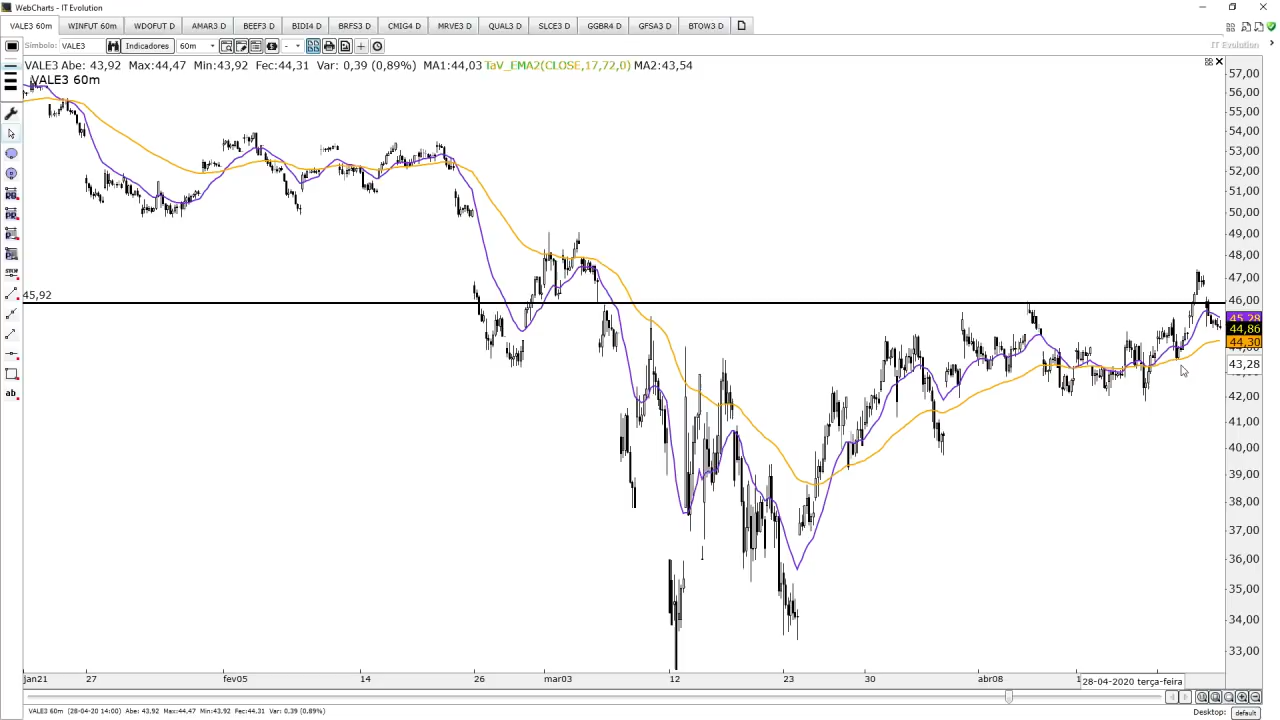 WebCharts - IT Evolution
VALE3 60m WINFUT 60m WDOFUT D AMAR3 D BEEF3 D BIDI4 D BRFS3 D CMIG4 D MRVE3 D QUAL3 D SLCE3 D GGBR4 D GFSA3 D BTOW3 D
Símbolo: VALE3 Indicadores 60m
IT Evolution
VALE3 Abe: 43,92 Max:44,47 Min:43,92 Fec:44,31 Var: 0,39 (0,89%) MA1:44,03 TaV_EMA2(CLOSE,17,72,0) MA2:43,54
VALE3 60m
57,00
56,00
55,00
54,00
53,00
52,00
51,00
50,00
49,00
48,00
47,00
45,92
46,00
45,28
44,86
44,30
43,28
42,00
41,00
40,00
39,00
38,00
37,00
36,00
35,00
34,00
33,00
ab
jan21 27 fev05 14 26 mar03 12 23 30 abr08
28-04-2020 terça-feira
VALE3 60m (28-04-20 14:00) Abe: 43,92 Max:44,47 Min:43,92 Fec:44,31 Var: 0,39 (0,89%)
Desktop: default